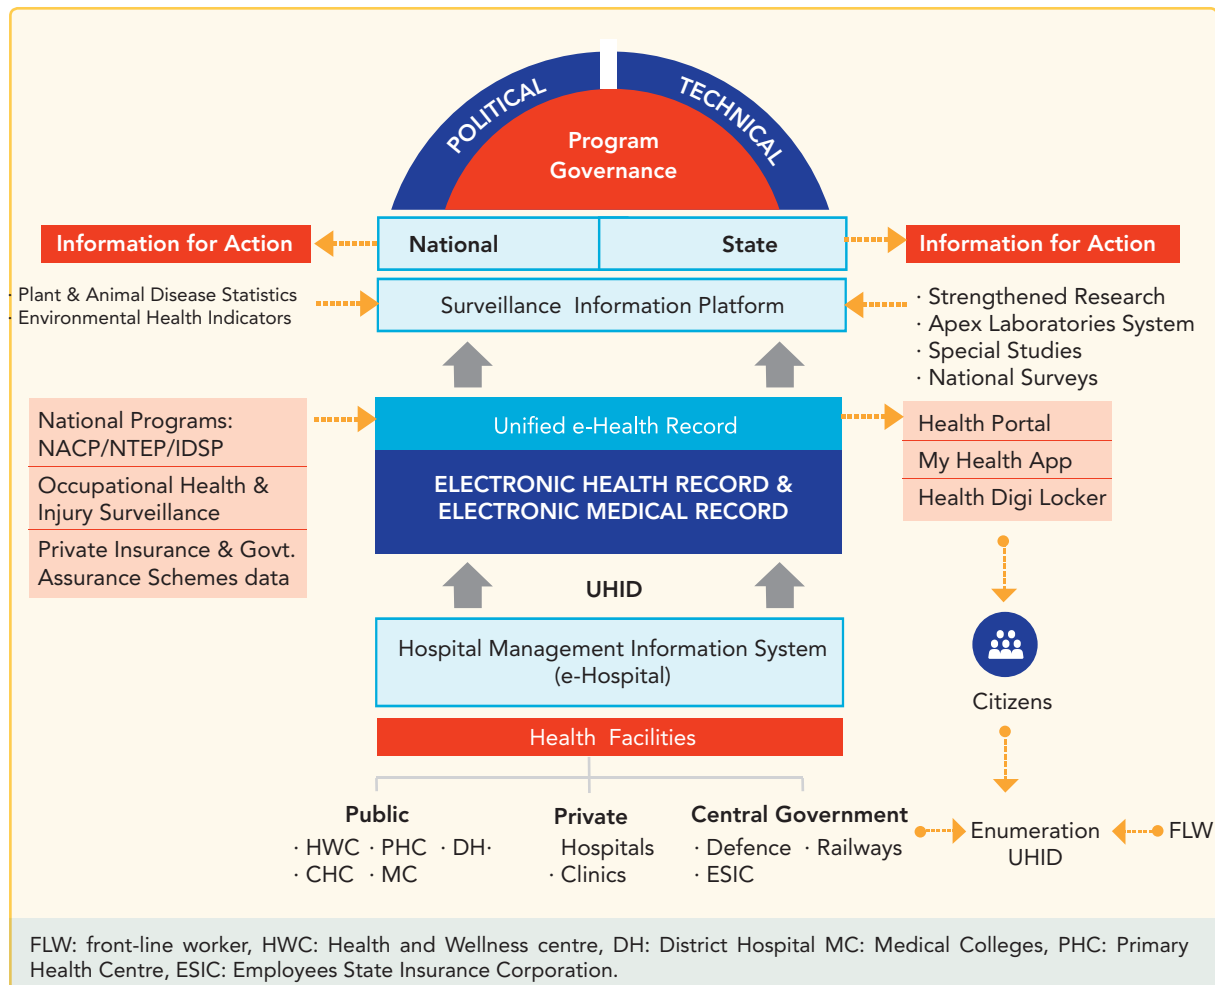 POLITICAL
TECHNICAL
Program
Governance
Information for Action
National
State
Information for Action
· Plant & Animal Disease Statistics
· Environmental Health Indicators
Surveillance Information Platform
· Strengthened Research
· Apex Laboratories System
· Special Studies
· National Surveys
National Programs:
NACP/NTEP/IDSP
Occupational Health &
Injury Surveillance
Private Insurance & Govt.
Assurance Schemes data
Unified e-Health Record
ELECTRONIC HEALTH RECORD &
ELECTRONIC MEDICAL RECORD
Health Portal
My Health App
Health Digi Locker
UHID
Hospital Management Information System
(e-Hospital)
Citizens
Health Facilities
Public
· HWC · PHC · DH·
· CHC · MC
Private
Hospitals
· Clinics
Central Government
· Defence · Railways
· ESIC
Enumeration
UHID
FLW
FLW: front-line worker, HWC: Health and Wellness centre, DH: District Hospital MC: Medical Colleges, PHC: Primary
Health Centre, ESIC: Employees State Insurance Corporation.